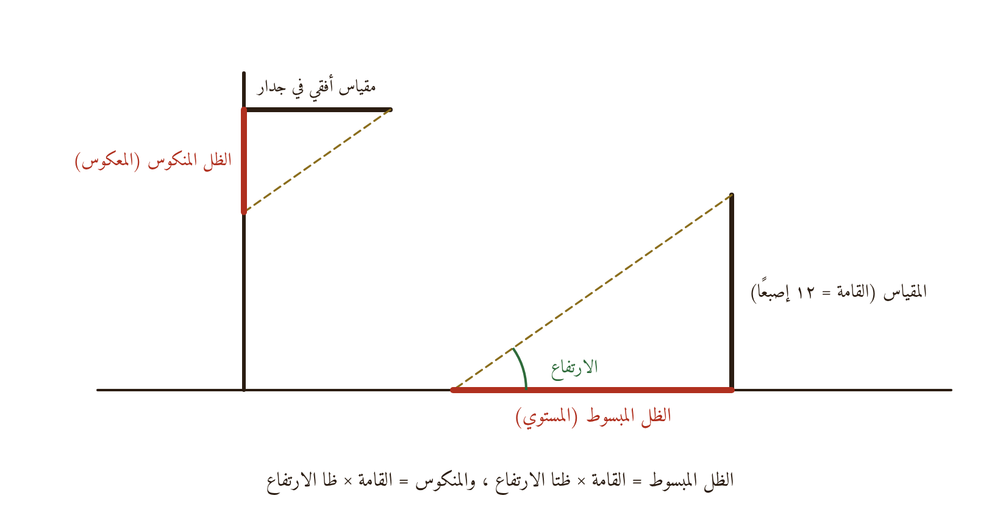 مقياس أفقي في جدار
الظل المنكوس (المعكوس)
المقياس (القامة = ١٢ إصبعًا)
الارتفاع
الظل المبسوط (المستوي)
الظل المبسوط = القامة × ظتا الارتفاع ، والمنكوس = القامة × ظا الارتفاع